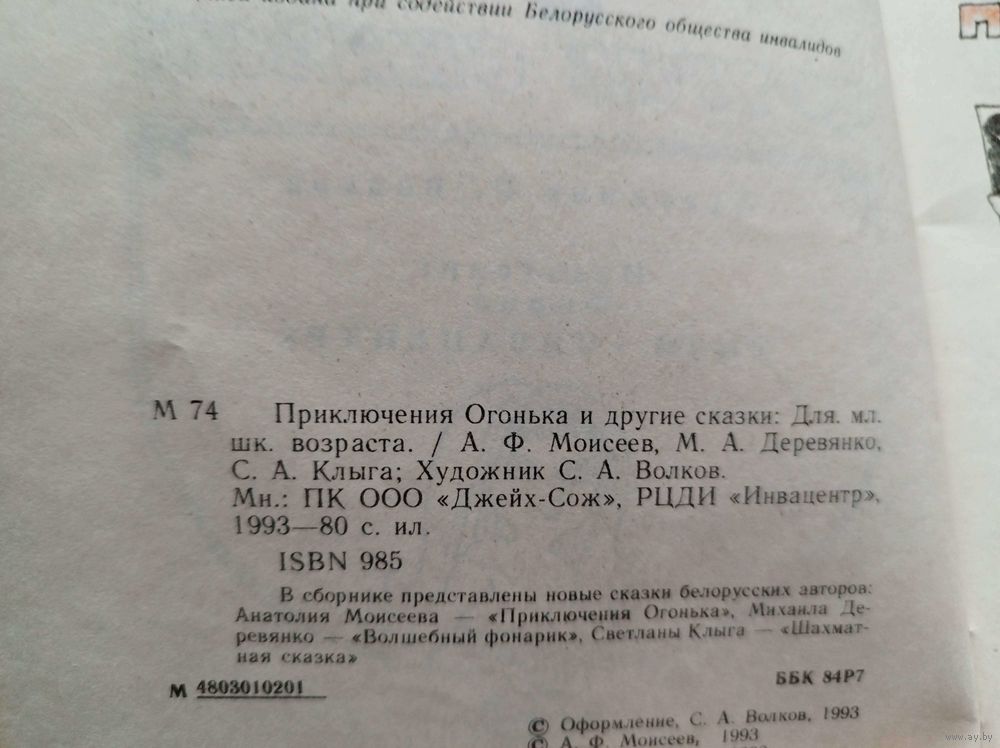 при содействии Белорусского общества инвалидов
М 74 Приключения Огонька и другие сказки: Для. мл.
шк. возраста. / А. Ф. Моисеев, М. А. Деревянко,
С. А. Клыга; Художник С. А. Волков.
Мн.: ПК ООО «Джейх-Сож», РЦДИ «Инвацентр»,
1993—80 с. ил.
ISBN 985
В сборнике представлены новые сказки белорусских авторов:
Анатолия Моисеева — «Приключения Огонька», Михаила Де-
ревянко — «Волшебный фонарик», Светланы Клыга — «Шахмат-
ная сказка»
М 4803010201
ББК 84Р7
© Оформление, С. А. Волков, 1993
© А. Ф. Моисеев, 1993
www.ay.by